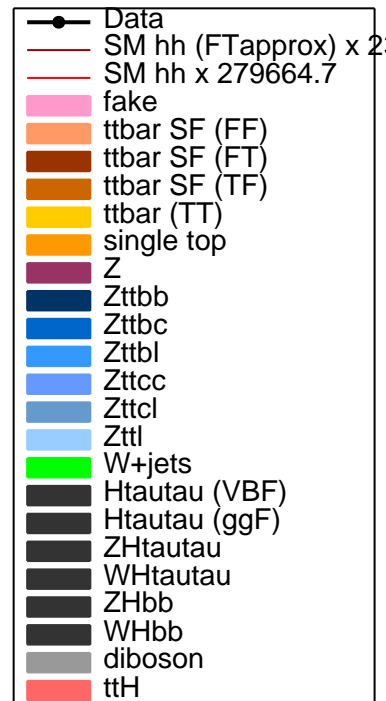 Data
SM hh (FTapprox) x 23
SM hh x 279664.7
fake
ttbar SF (FF)
ttbar SF (FT)
ttbar SF (TF)
ttbar (TT)
single top
Z
Zttbb
Zttbc
Zttbl
Zttcc
Zttcl
Zttl
W+jets
Htautau (VBF)
Htautau (ggF)
ZHtautau
WHtautau
ZHbb
WHbb
diboson
ttH